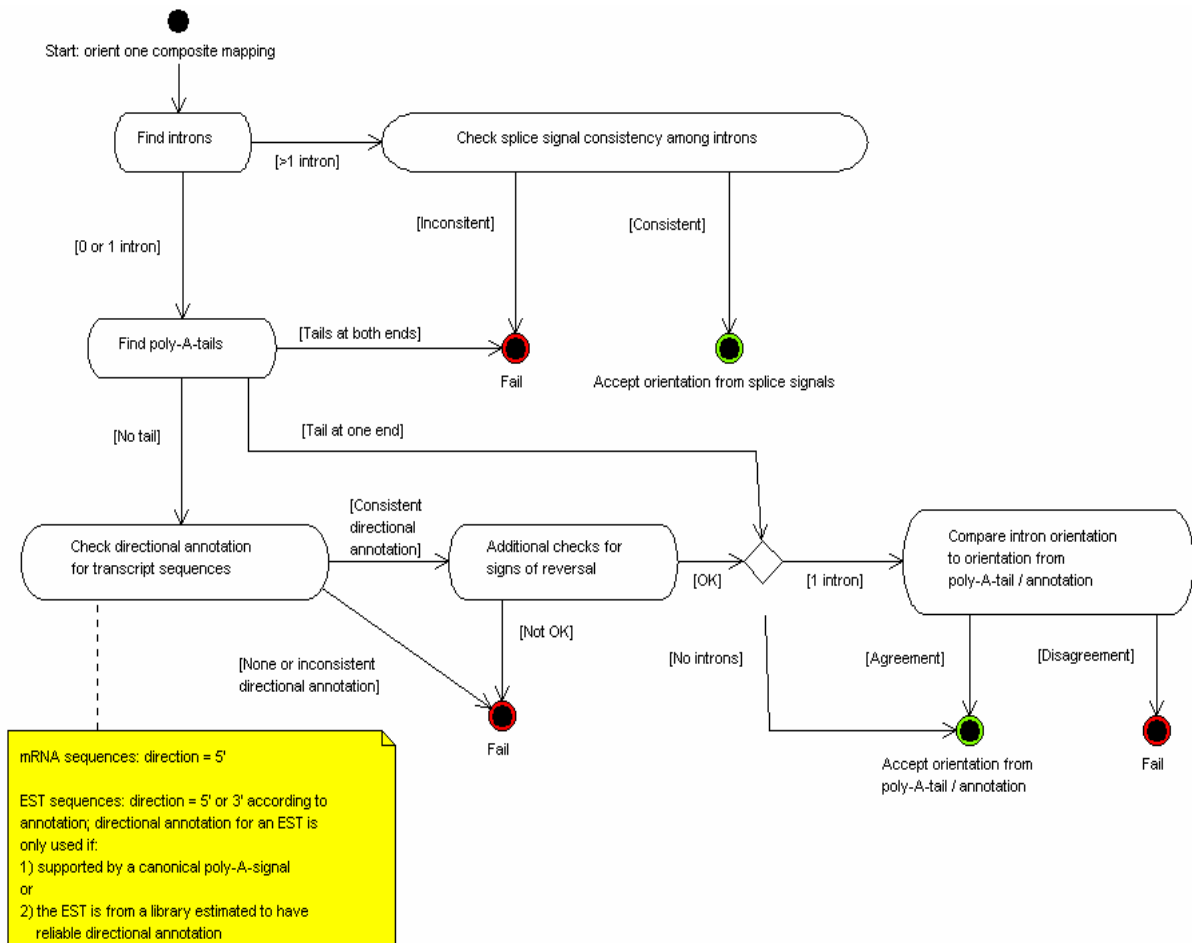 Start: orient one composite mapping
Find introns
[>1 intron]
Check splice signal consistency among introns
[0 or 1 intron]
[Inconsitent]
[Consistent]
Find poly-A-tails
[Tails at both ends]
Fail
Accept orientation from splice signals
[No tail]
[Tail at one end]
Check directional annotation
for transcript sequences
[Consistent
directional
annotation]
Additional checks for
signs of reversal
[OK]
[1 intron]
Compare intron orientation
to orientation from
poly-A-tail / annotation
[None or inconsistent
directional annotation]
[Not OK]
Fail
[No introns]
[Agreement]
[Disagreement]
Accept orientation from
poly-A-tail / annotation
Fail
mRNA sequences: direction = 5'
EST sequences: direction = 5' or 3' according to
annotation; directional annotation for an EST is
only used if:
1) supported by a canonical poly-A-signal
or
2) the EST is from a library estimated to have
reliable directional annotation